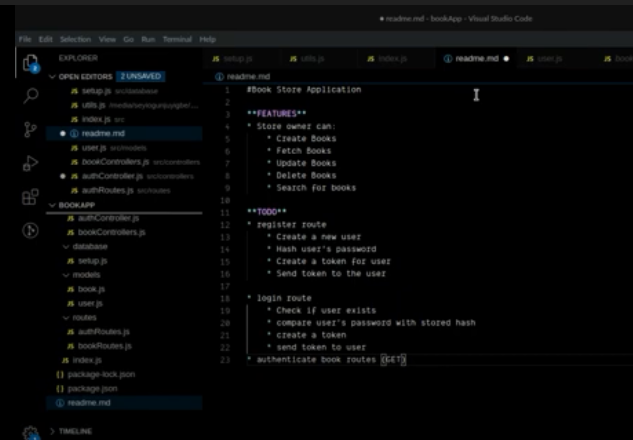 readme.md - bookApp - Visual Studio Code
File Edit Selection View Go Run Terminal Help
EXPLORER
JS setup.js JS utils.js JS index.js readme.md JS user.js JS book
OPEN EDITORS 2 UNSAVED
JS setup.js src/database
JS utils.js
JS index.js src
readme.md
JS user.js src/models
JS bookControllers.js src/controllers
JS authController.js src/controllers
JS authRoutes.js src/routes
BOOKAPP
authController.js
JS bookControllers.js
database
JS setup.js
models
JS book.js
JS user.js
routes
JS authRoutes.js
JS bookRoutes.js
JS index.js
{} package-lock.json
{} package.json
readme.md
TIMELINE
readme.md
1 #Book Store Application
2
3 **FEATURES**
4 * Store owner can:
5 * Create Books
6 * Fetch Books
7 * Update Books
8 * Delete Books
9 * Search for books
10
11 **TODO**
12 * register route
13 * Create a new user
14 * Hash user's password
15 * Create a token for user
16 * Send token to the user
17
18 * login route
19 * Check if user exists
20 * compare user's password with stored hash
21 * create a token
22 * send token to user
23 * authenticate book routes (GET)